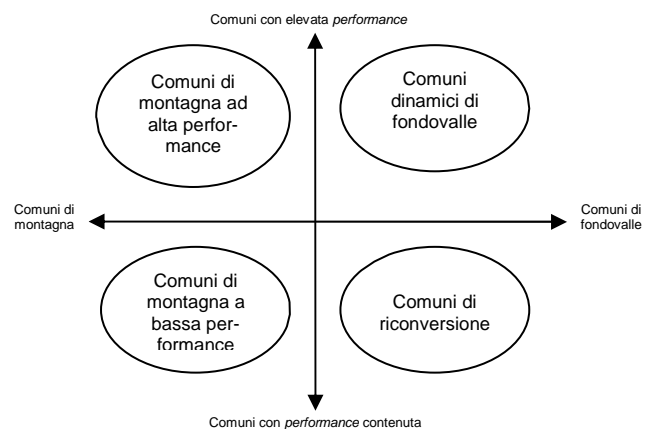 Comuni con elevata performance
Comuni di
montagna ad
alta perfor-
mance
Comuni
dinamici di
fondovalle
Comuni di
montagna
Comuni di
fondovalle
Comuni di
montagna a
bassa per-
formance
Comuni di
riconversione
Comuni con performance contenuta